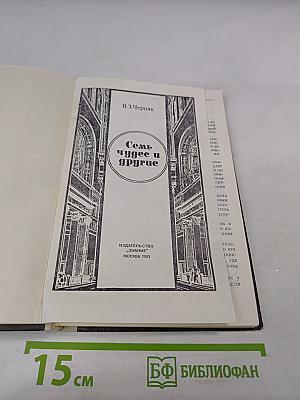 В.З.Черняк
Семь
чудес и
другие
ИЗДАТЕЛЬСТВО
„ЗНАНИЕ"
МОСКВА 1983
15 см
БФ БИБЛИОФАН